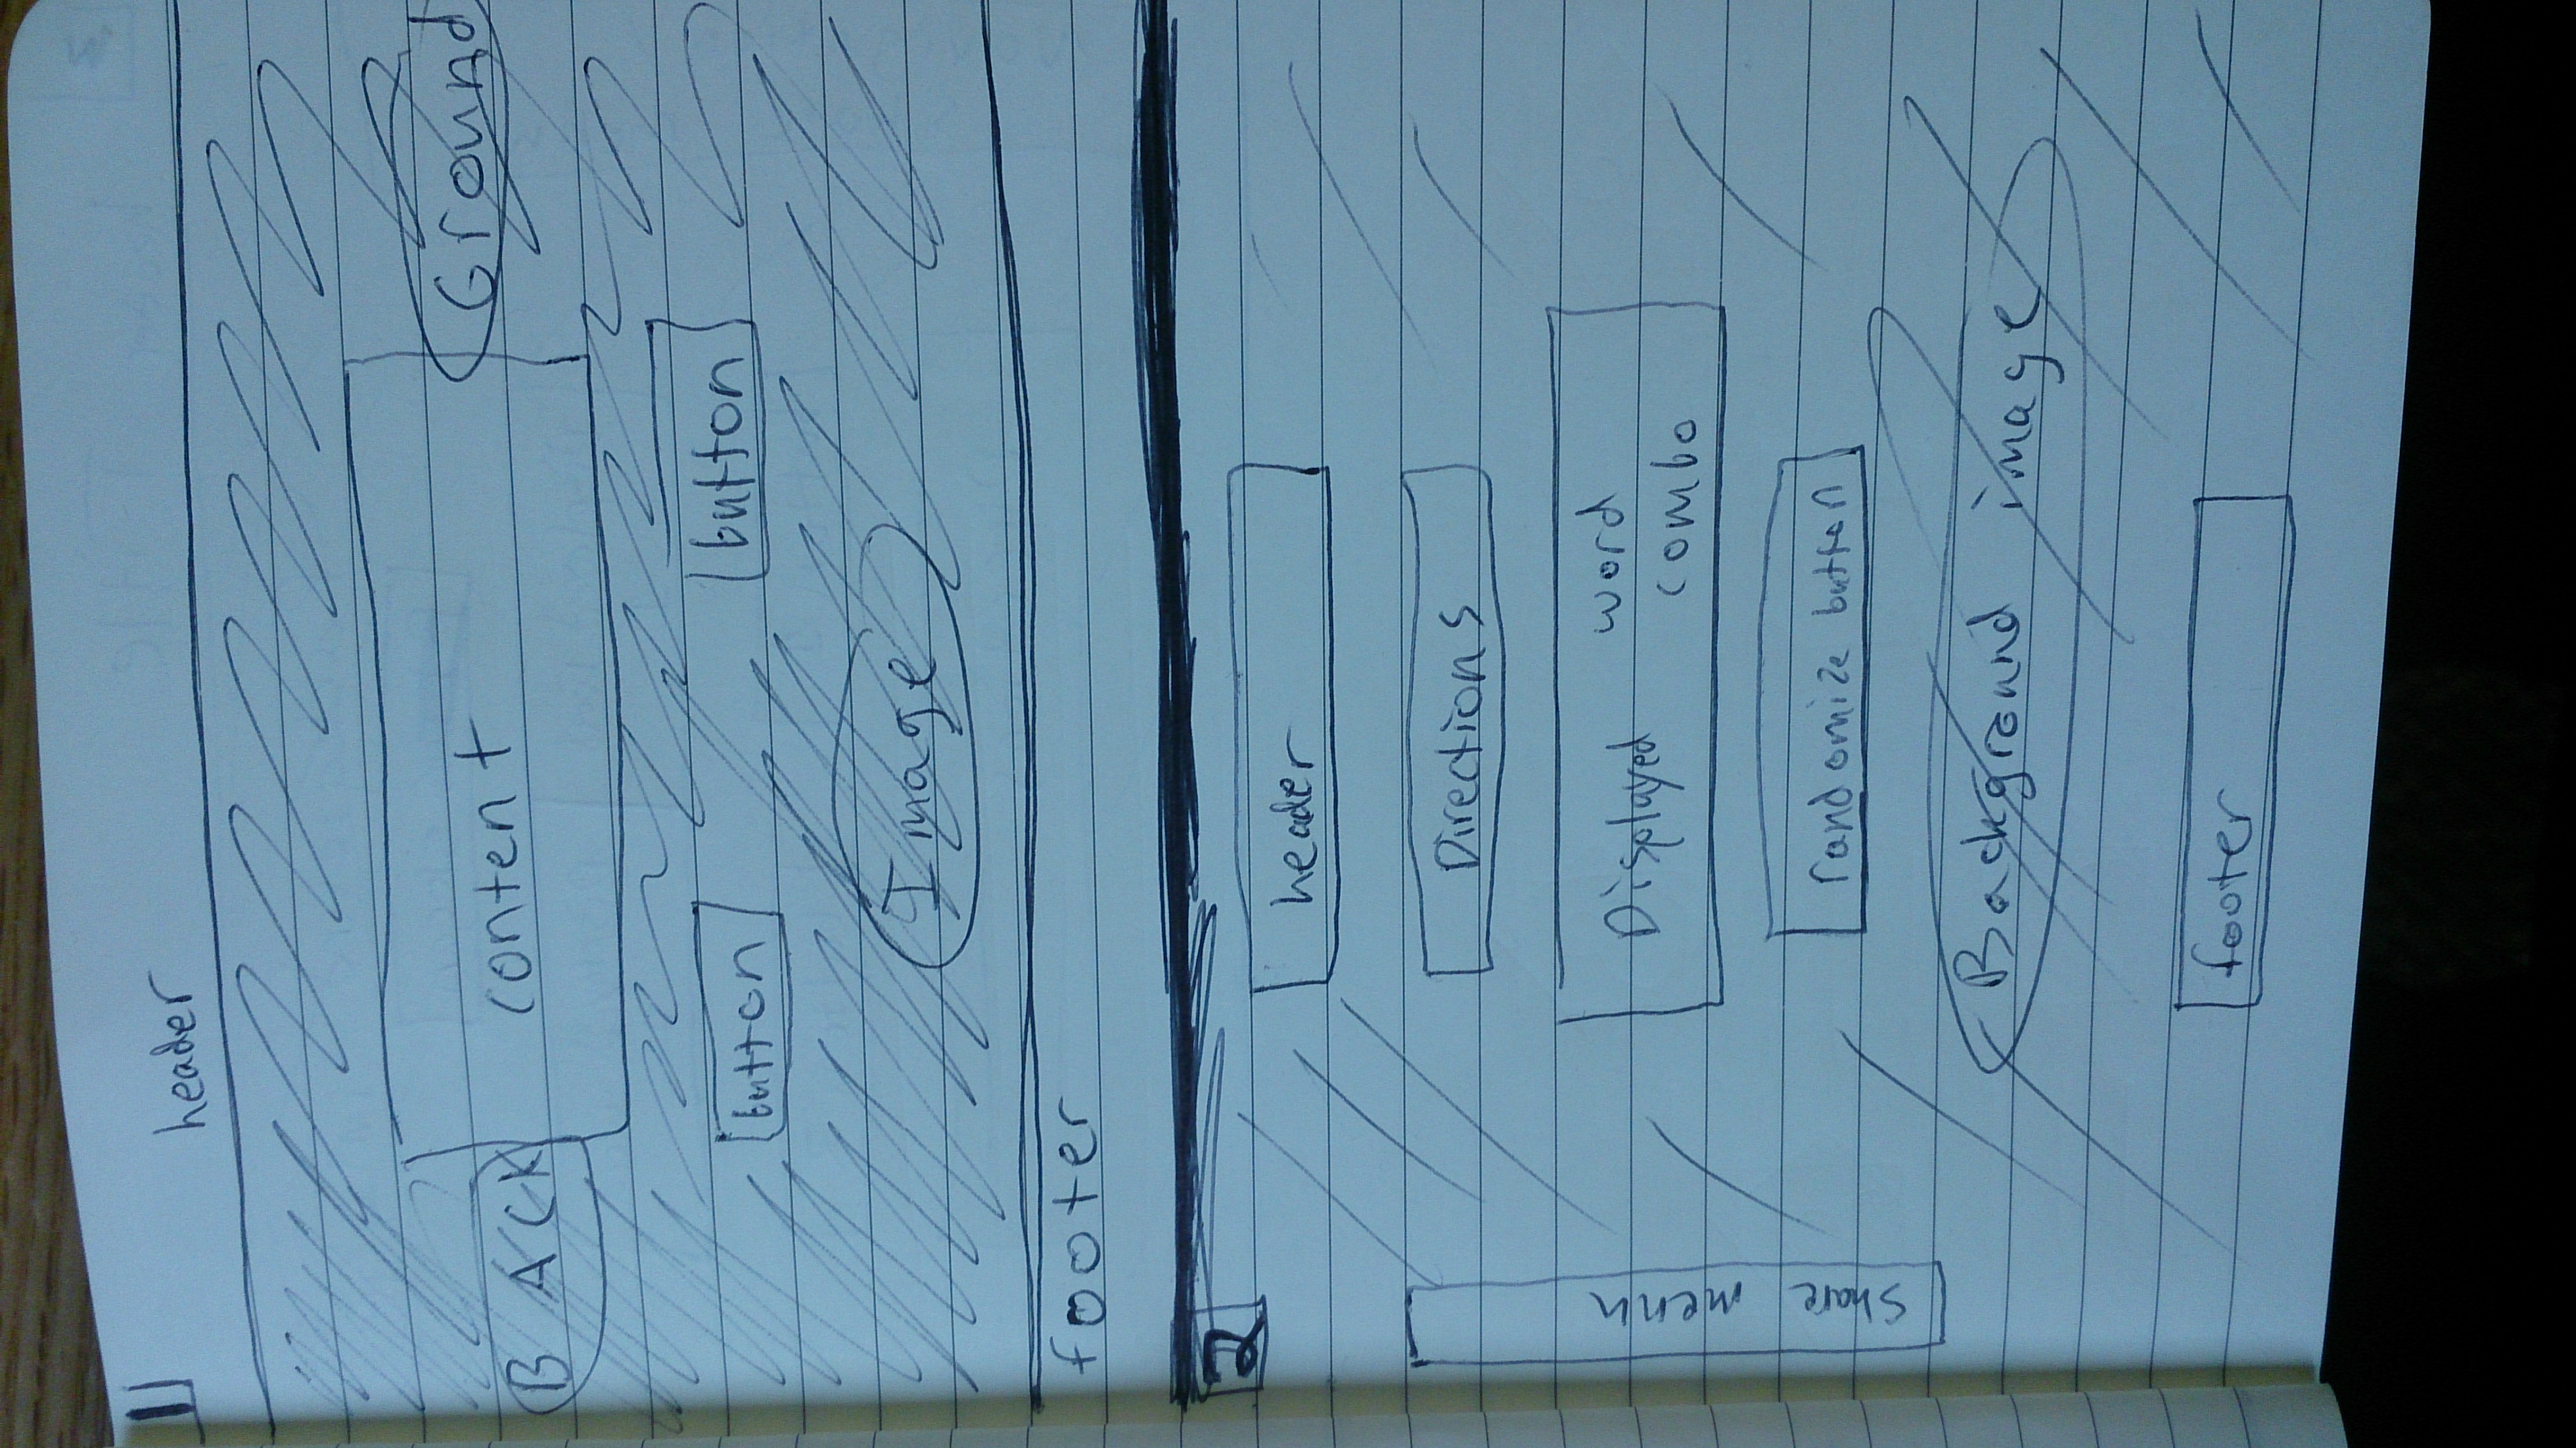 1
header
BACK Ground
content
button button
Image
footer
2
header
Directions
Displayed word
combo
share menu
randomize button
Background image
footer